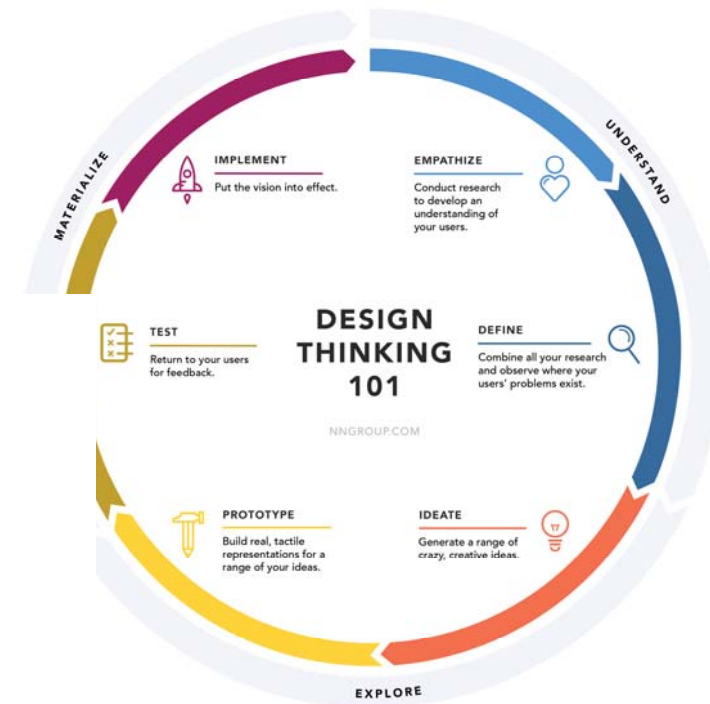 MATERIALIZE
UNDERSTAND
IMPLEMENT
Put the vision into effect.
EMPATHIZE
Conduct research
to develop an
understanding of
your users.
TEST
Return to your users
for feedback.
DESIGN
THINKING
101
NNGROUP.COM
DEFINE
Combine all your research
and observe where your
users' problems exist.
PROTOTYPE
Build real, tactile
representations for a
range of your ideas.
IDEATE
Generate a range of
crazy, creative ideas.
EXPLORE